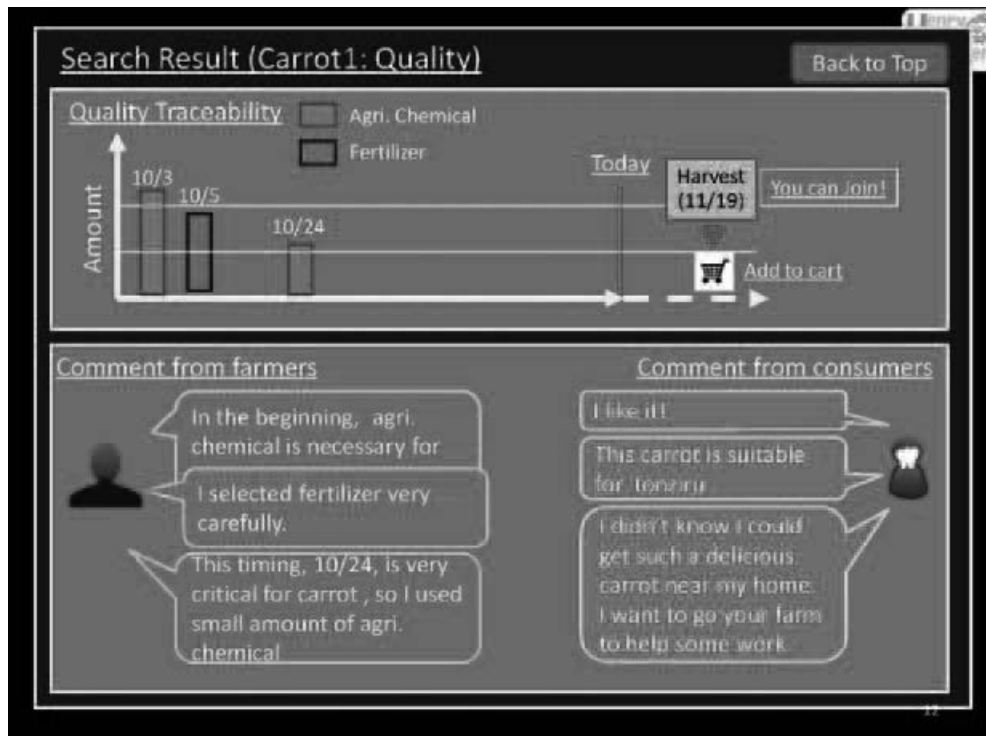 Search Result (Carrot1: Quality)
Back to Top
Quality Traceability
Agri. Chemical
Fertilizer
Amount
10/3
10/5
10/24
Today
Harvest
(11/19)
You can Join!
Add to cart
Comment from farmers
In the beginning, agri.
chemical is necessary for
I selected fertilizer very
carefully.
This timing, 10/24, is very
critical for carrot , so I used
small amount of agri.
chemical
Comment from consumers
I like it!
This carrot is suitable
for tonjiru
I didn't know I could
get such a delicious
carrot near my home.
I want to go your farm
to help some work
12